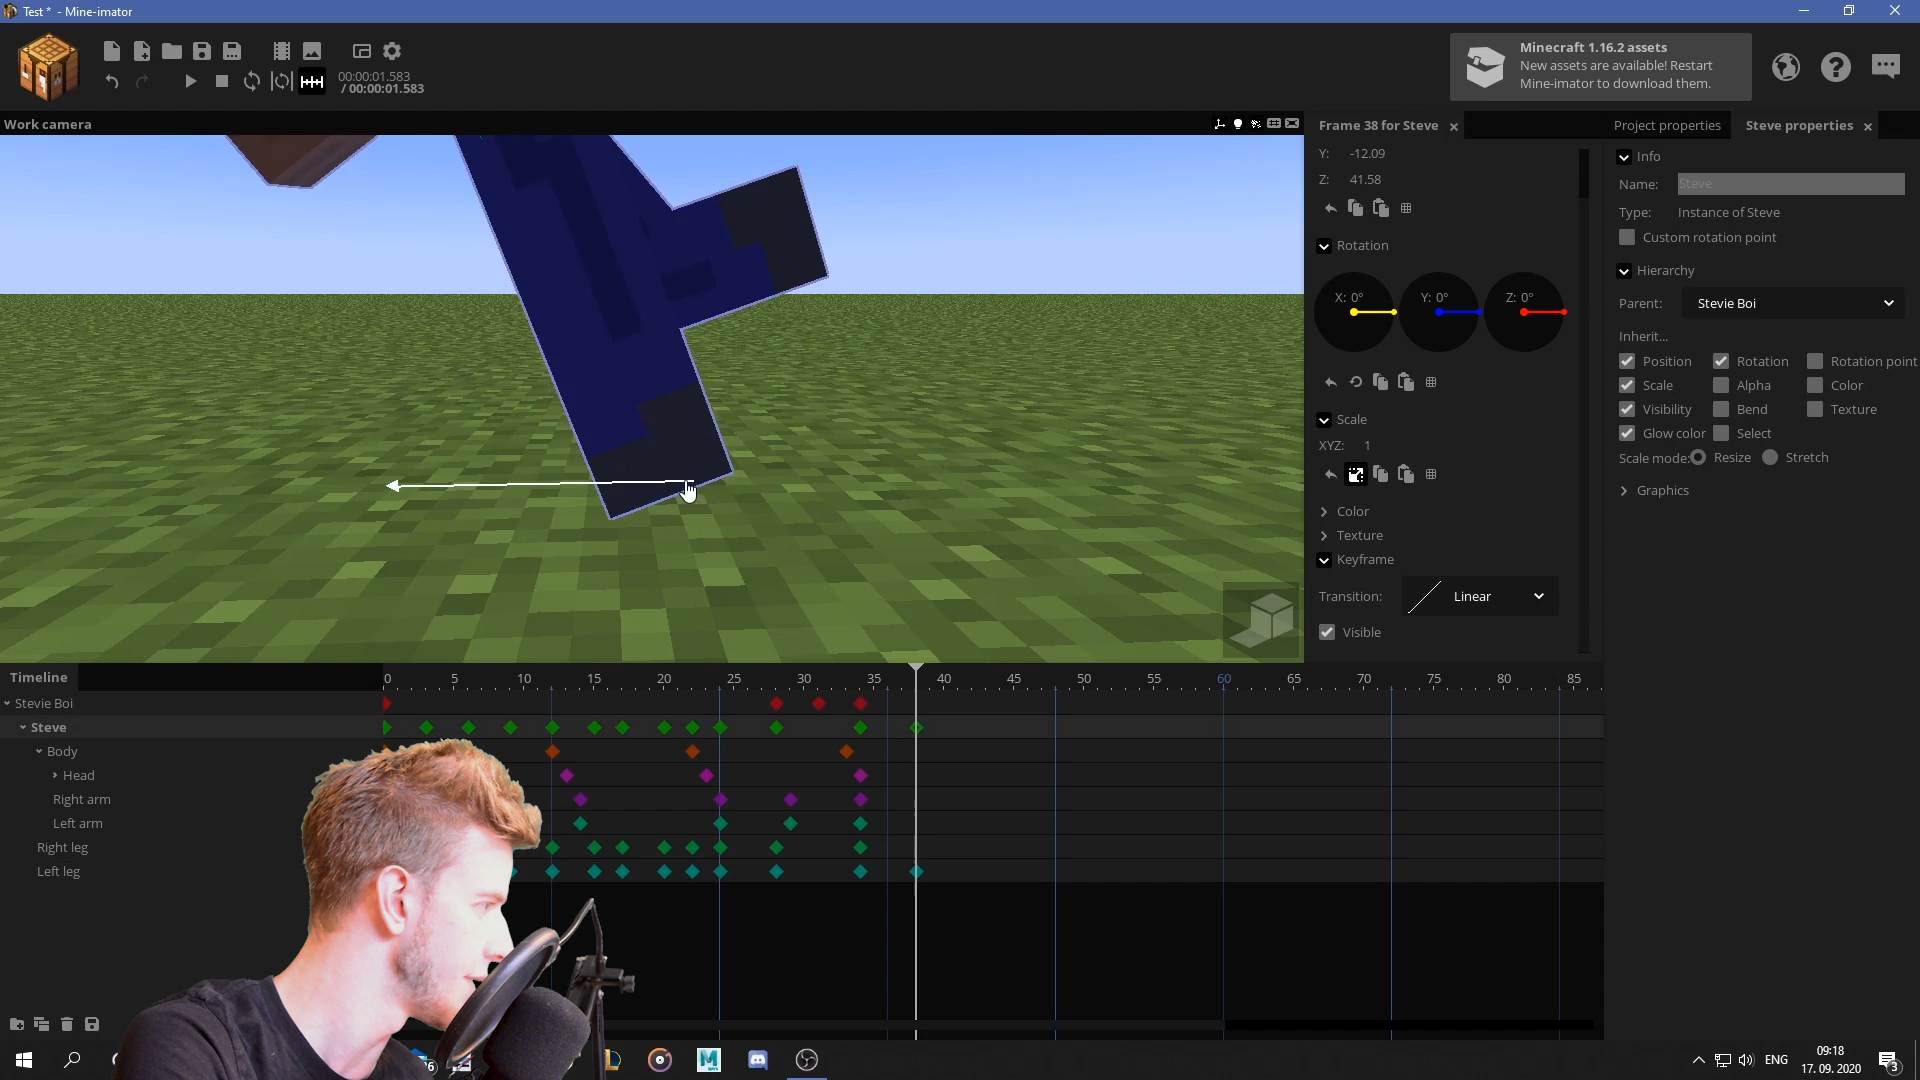 Test * - Mine-imator
00:00:01.583
/ 00:00:01.583
Minecraft 1.16.2 assets
New assets are available! Restart
Mine-imator to download them.
Work camera
Frame 38 for Steve
Project properties
Steve properties
Y: -12.09
Z: 41.58
Rotation
X: 0° Y: 0° Z: 0°
Scale
XYZ: 1
Color
Texture
Keyframe
Transition: Linear
Visible
Info
Name: Steve
Type: Instance of Steve
Custom rotation point
Hierarchy
Parent: Stevie Boi
Inherit...
Position Rotation Rotation point
Scale Alpha Color
Visibility Bend Texture
Glow color Select
Scale mode: Resize Stretch
Graphics
Timeline
0 5 10 15 20 25 30 35 40 45 50 55 60 65 70 75 80 85
Stevie Boi
Steve
Body
Head
Right arm
Left arm
Right leg
Left leg
ENG
09:18
17. 09. 2020
3